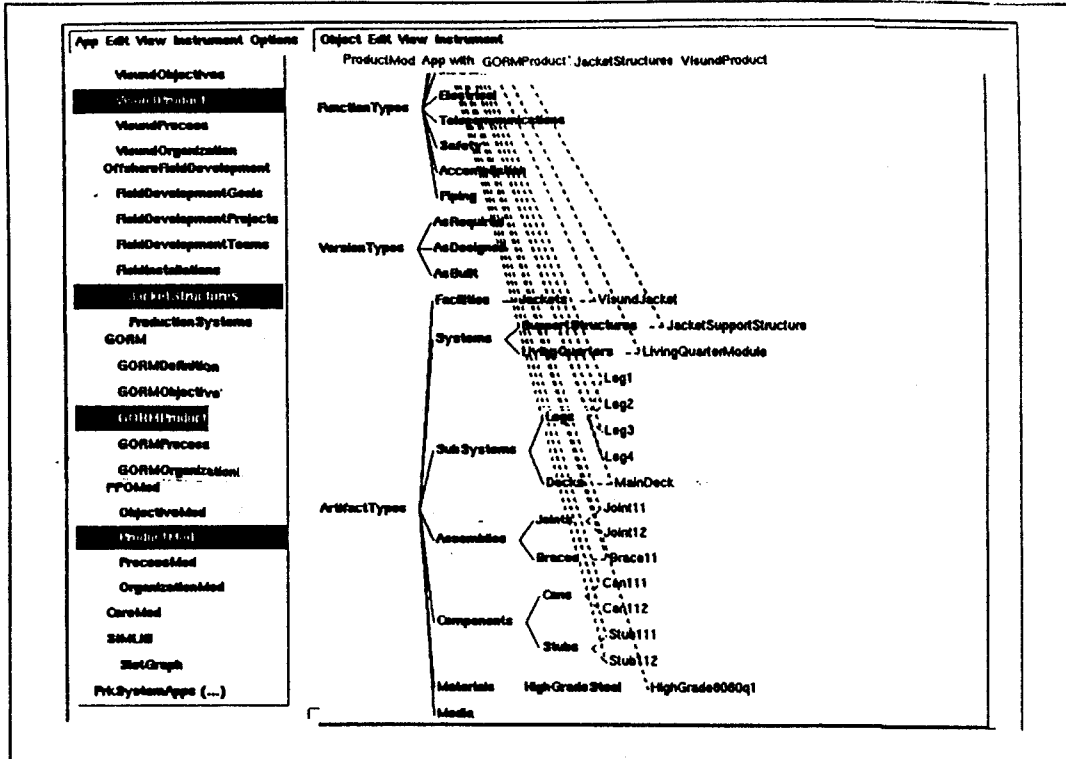 App Edit View Instrument Options
VisundObjectives
VisundProduct
VisundProcess
VisundOrganization
OffshoreFieldDevelopment
FieldDevelopmentGoals
FieldDevelopmentProjects
FieldDevelopmentTeams
FieldInstallations
JacketStructures
ProductionSystems
GORM
GORMDefinition
GORMObjective
GORMProduct
GORMProcess
GORMOrganization
PPOMod
ObjectiveMod
ProductMod
ProcessMod
OrganizationMod
CoreMod
SlotGraph
PrkSystemApps (...)
Object Edit View Instrument
ProductMod App with GORMProduct JacketStructures VisundProduct
FunctionTypes
Electrical
Telecommunications
Safety
Piping
VersionTypes
AsRequired
AsDesigned
AsBuilt
ArtifactTypes
Facilities Jackets VisundJacket
Systems
SupportStructures JacketSupportStructure
LivingQuarters LivingQuarterModule
SubSystems
Legs
Leg1
Leg2
Leg3
Leg4
Decks MainDeck
Assemblies
Joints
Joint11
Joint12
Braces Brace11
Components
Cans
Can111
Can112
Stubs
Stub111
Stub112
Materials HighGradeSteel HighGrade6060q1
Media